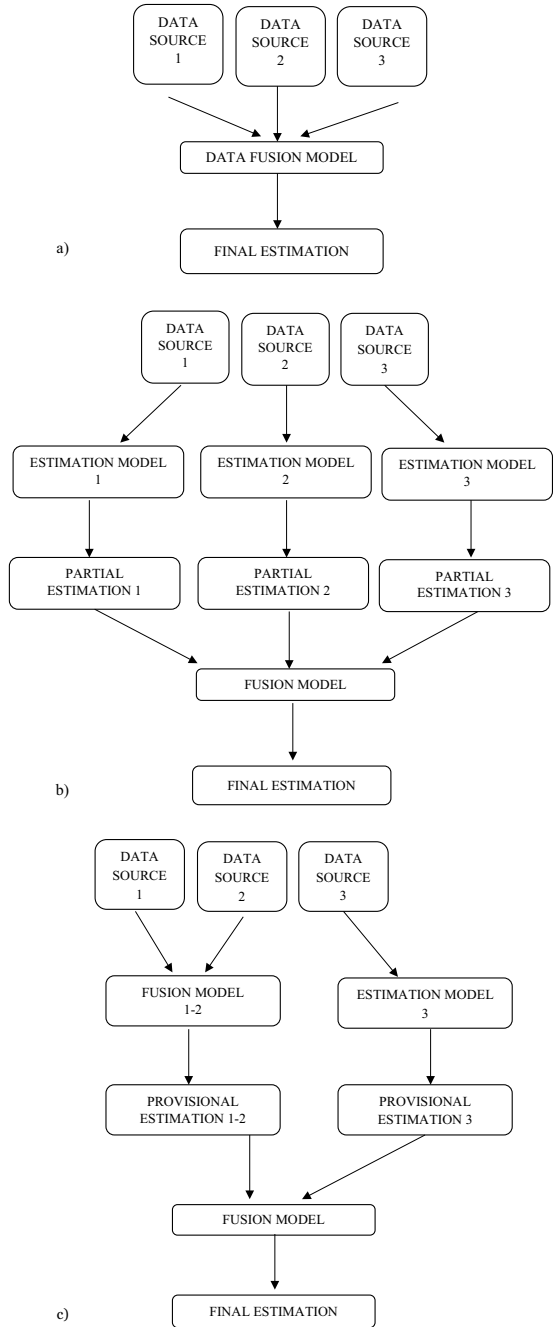 DATA
SOURCE
1
DATA
SOURCE
2
DATA
SOURCE
3
DATA FUSION MODEL
FINAL ESTIMATION
a)
DATA
SOURCE
1
DATA
SOURCE
2
DATA
SOURCE
3
ESTIMATION MODEL
1
ESTIMATION MODEL
2
ESTIMATION MODEL
3
PARTIAL
ESTIMATION 1
PARTIAL
ESTIMATION 2
PARTIAL
ESTIMATION 3
FUSION MODEL
FINAL ESTIMATION
b)
DATA
SOURCE
1
DATA
SOURCE
2
DATA
SOURCE
3
FUSION MODEL
1-2
ESTIMATION MODEL
3
PROVISIONAL
ESTIMATION 1-2
PROVISIONAL
ESTIMATION 3
FUSION MODEL
FINAL ESTIMATION
c)